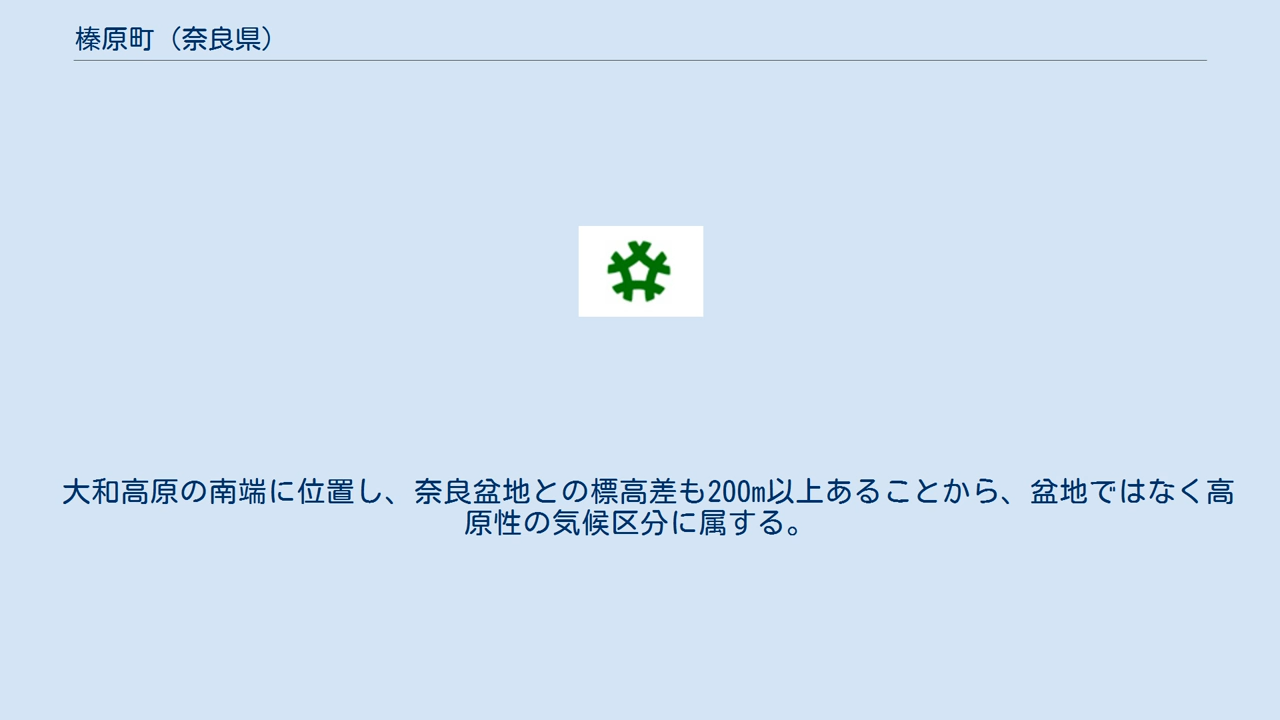 榛原町（奈良県）
大和高原の南端に位置し、奈良盆地との標高差も200m以上あることから、盆地ではなく高
原性の気候区分に属する。